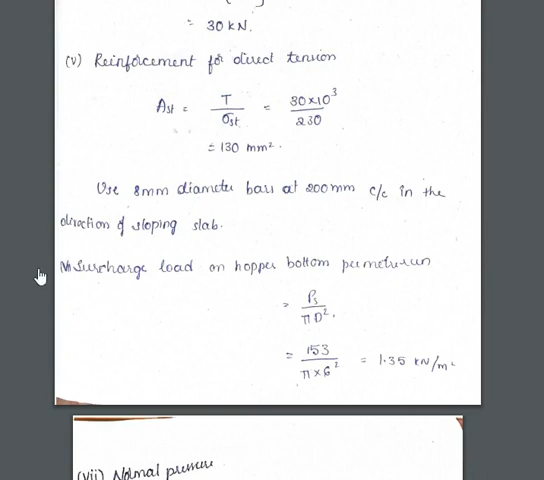 = 30 kN.
(v) Reinforcement for direct tension
Ast = T / σst = 30×10³ / 230
= 130 mm².
Use 8mm diameter bars at 200mm c/c in the
direction of sloping slab.
Surcharge load on hopper bottom
= Ps / πD².
= 153 / π×6² = 1.35 kN/m²
(vii) Normal pressure